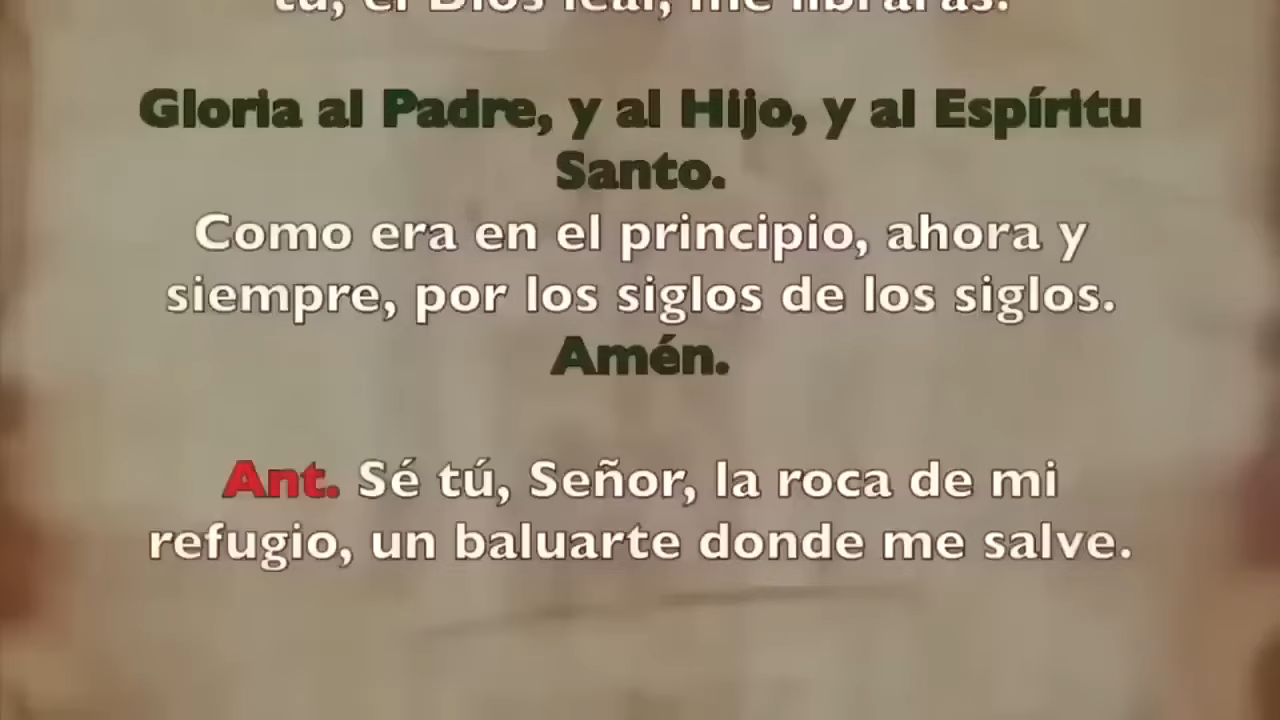 tú, el Dios leal, me librarás.
Gloria al Padre, y al Hijo, y al Espíritu
Santo.
Como era en el principio, ahora y
siempre, por los siglos de los siglos.
Amén.
Ant. Sé tú, Señor, la roca de mi
refugio, un baluarte donde me salve.